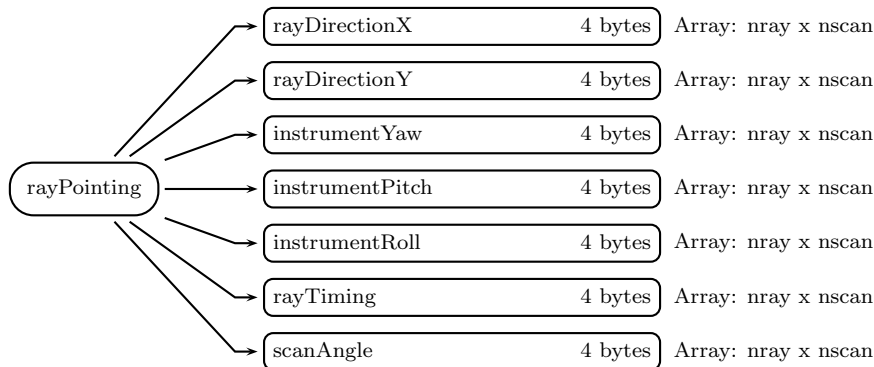 rayDirectionX 4 bytes Array: nray x nscan
rayDirectionY 4 bytes Array: nray x nscan
instrumentYaw 4 bytes Array: nray x nscan
rayPointing instrumentPitch 4 bytes Array: nray x nscan
instrumentRoll 4 bytes Array: nray x nscan
rayTiming 4 bytes Array: nray x nscan
scanAngle 4 bytes Array: nray x nscan